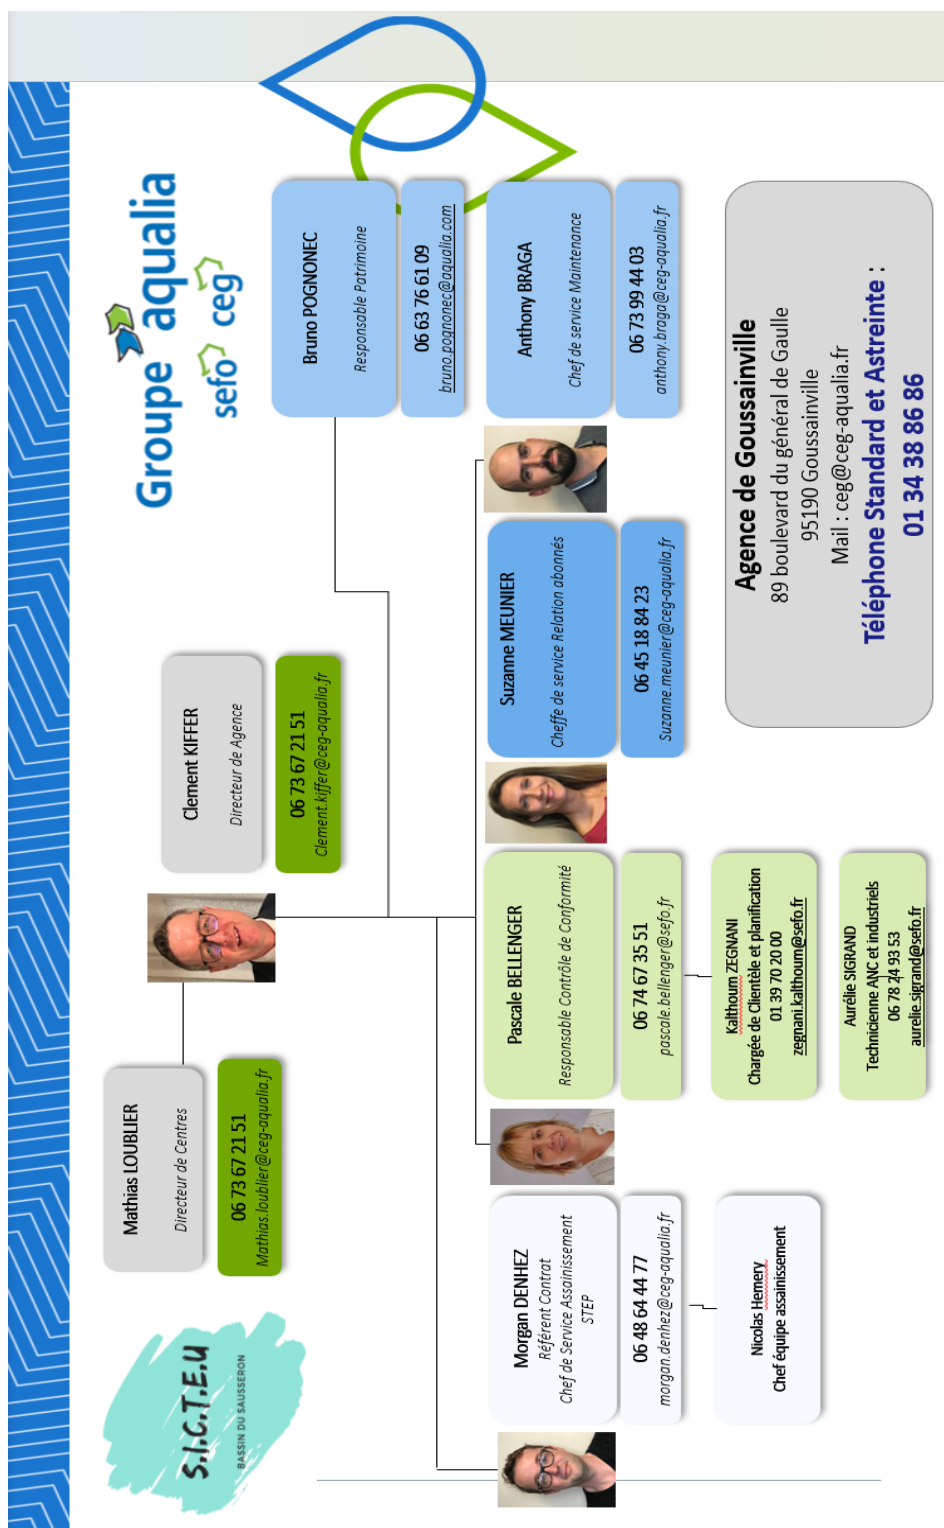 S.I.C.T.E.U
BASSIN DU SAUSSERON
Groupe aqualia
sefo ceg
Mathias LOUBLIER
Directeur de Centres
06 73 67 21 51
Mathias.loublier@ceg-aqualia.fr
Clement KIFFER
Directeur de Agence
06 73 67 21 51
Clement.kiffer@ceg-aqualia.fr
Bruno POGNONEC
Responsable Patrimoine
06 63 76 61 09
bruno.pognonec@aqualia.com
Morgan DENHEZ
Référent Contrat
Chef de Service Assainissement
STEP
06 48 64 44 77
morgan.denhez@ceg-aqualia.fr
Nicolas Hemery
Chef équipe assainissement
Pascale BELLENGER
Responsable Contrôle de Conformité
06 74 67 35 51
pascale.bellenger@sefo.fr
Kalthoum ZEGNANI
Chargée de Clientèle et planification
01 39 70 20 00
zegnani.kalthoum@sefo.fr
Aurélie SIGRAND
Technicienne ANC et industriels
06 78 24 93 53
aurelie.sigrand@sefo.fr
Suzanne MEUNIER
Cheffe de service Relation abonnés
06 45 18 84 23
Suzanne.meunier@ceg-aqualia.fr
Anthony BRAGA
Chef de service Maintenance
06 73 99 44 03
anthony.braga@ceg-aqualia.fr
Agence de Goussainville
89 boulevard du général de Gaulle
95190 Goussainville
Mail : ceg@ceg-aqualia.fr
Téléphone Standard et Astreinte :
01 34 38 86 86